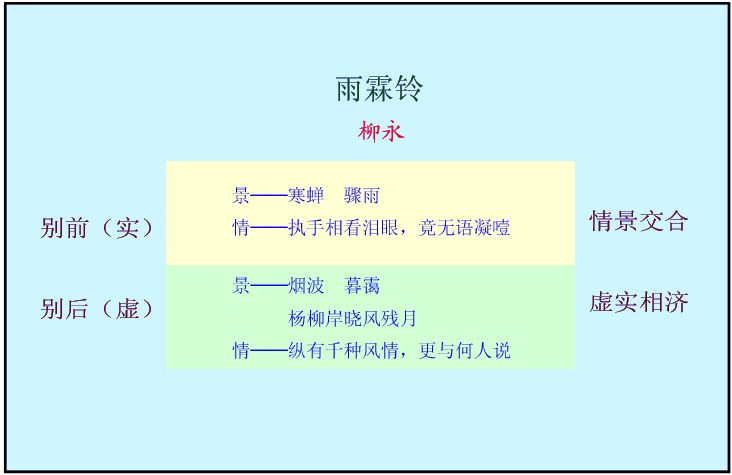 雨霖铃
柳永
景——寒蝉 骤雨
别前（实）
情——执手相看泪眼，竟无语凝噎
情景交合
景——烟波 暮霭
别后（虚）
杨柳岸晓风残月
虚实相济
情——纵有千种风情，更与何人说